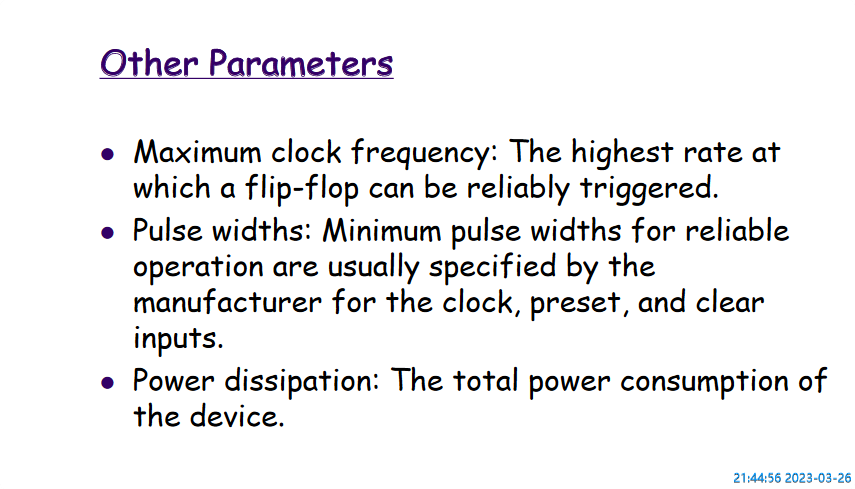 Other Parameters
● Maximum clock frequency: The highest rate at
which a flip-flop can be reliably triggered.
● Pulse widths: Minimum pulse widths for reliable
operation are usually specified by the
manufacturer for the clock, preset, and clear
inputs.
● Power dissipation: The total power consumption of
the device.
21:44:56 2023-03-26